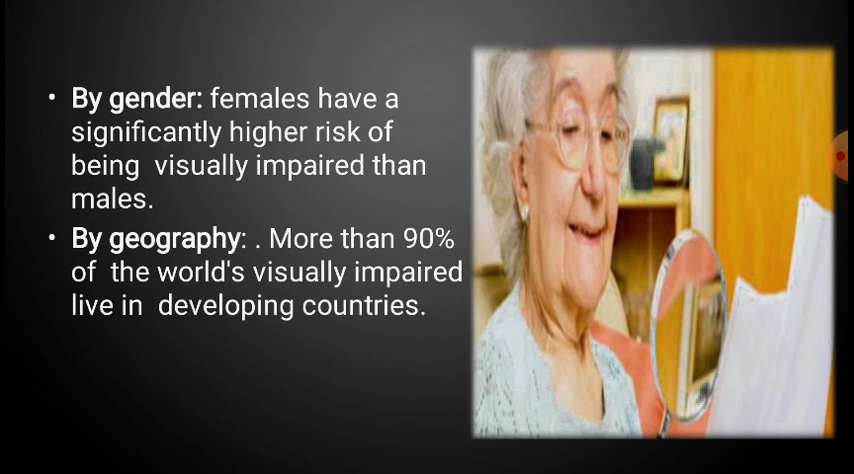 • By gender: females have a
significantly higher risk of
being  visually impaired than
males.
• By geography: . More than 90%
of  the world's visually impaired
live in  developing countries.